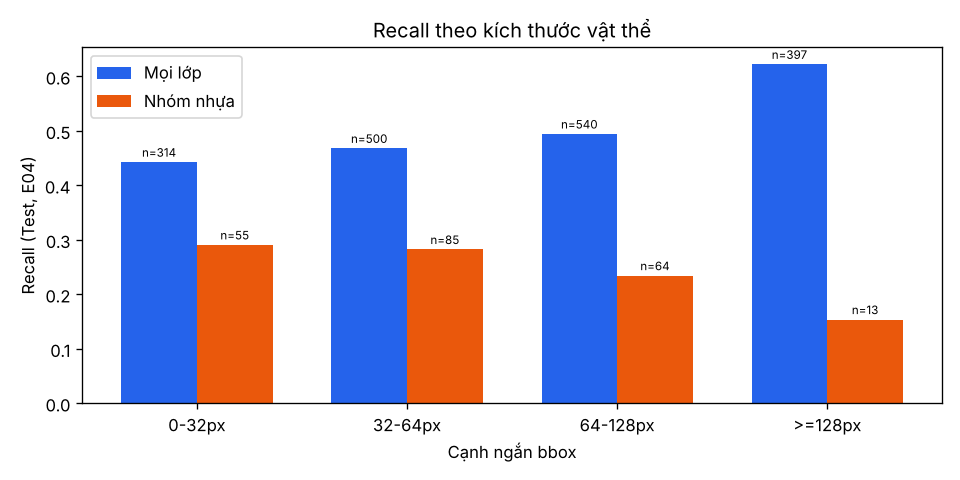 Recall theo kích thước vật thể
Mọi lớp
Nhóm nhựa
Recall (Test, E04)
0.6
0.5
0.4
0.3
0.2
0.1
0.0
n=314
n=55
n=500
n=85
n=540
n=64
n=397
n=13
0-32px
32-64px
64-128px
>=128px
Cạnh ngắn bbox